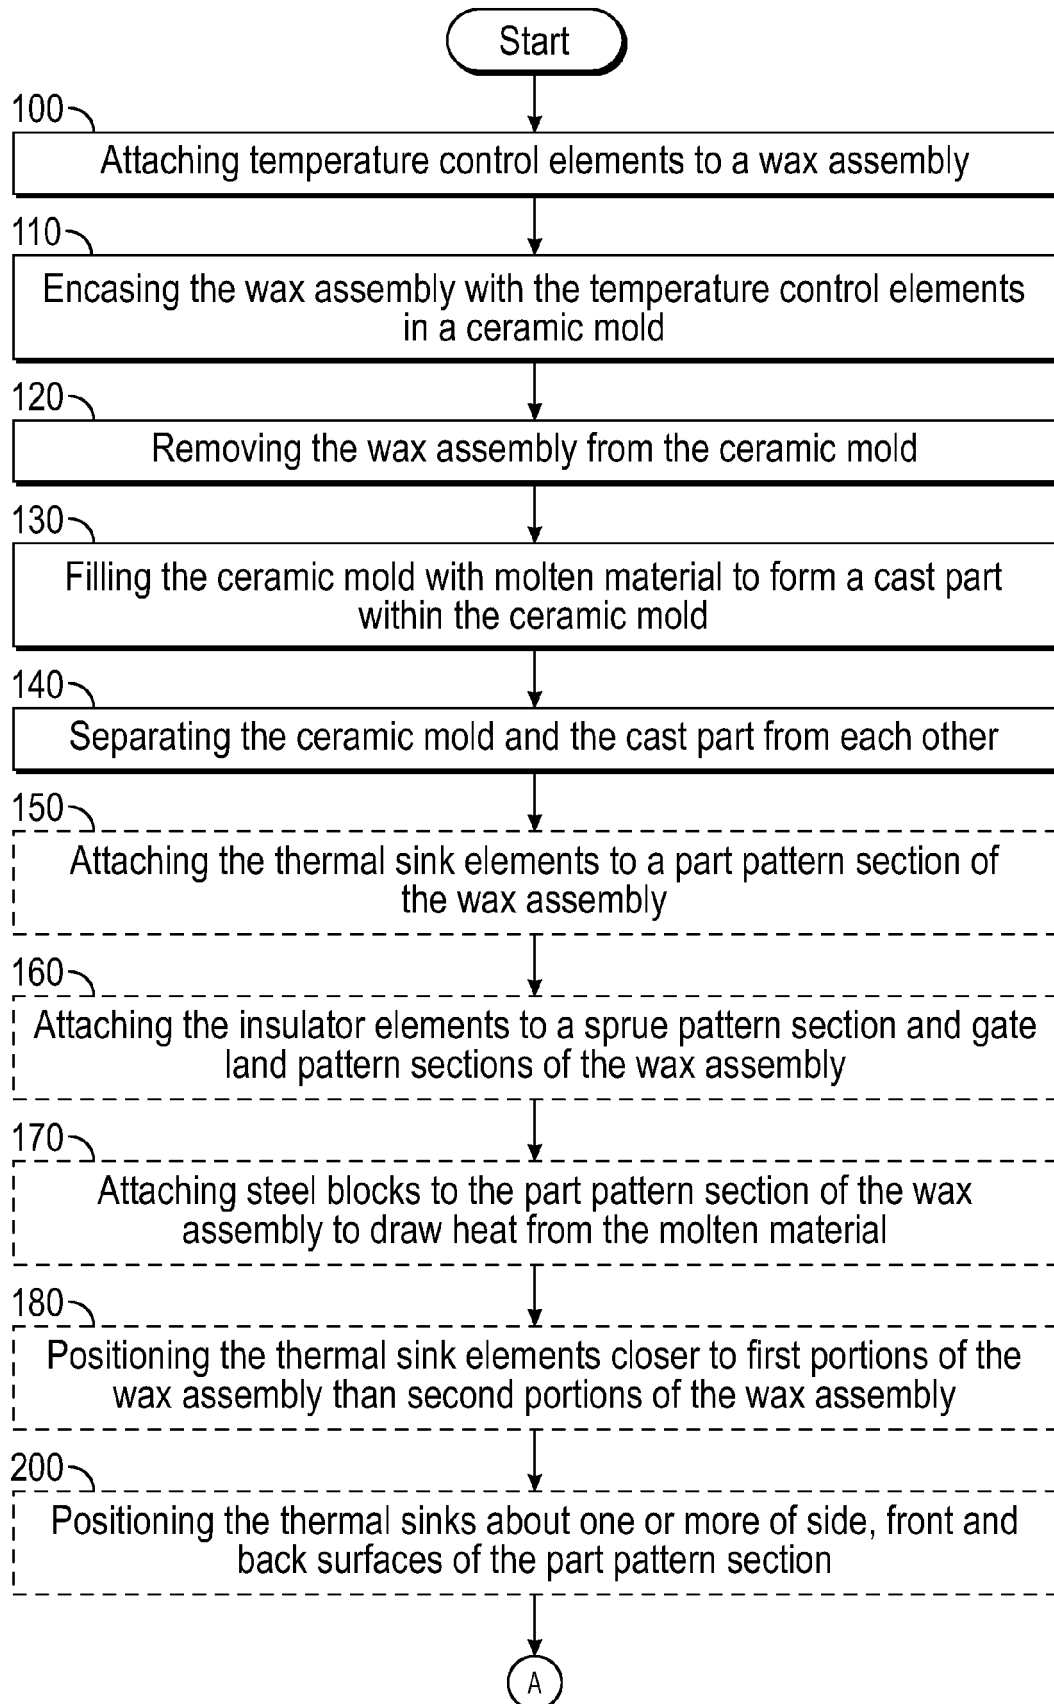 Start
100
Attaching temperature control elements to a wax assembly
110
Encasing the wax assembly with the temperature control elements
in a ceramic mold
120
Removing the wax assembly from the ceramic mold
130
Filling the ceramic mold with molten material to form a cast part
within the ceramic mold
140
Separating the ceramic mold and the cast part from each other
150
Attaching the thermal sink elements to a part pattern section of
the wax assembly
160
Attaching the insulator elements to a sprue pattern section and gate
land pattern sections of the wax assembly
170
Attaching steel blocks to the part pattern section of the wax
assembly to draw heat from the molten material
180
Positioning the thermal sink elements closer to first portions of the
wax assembly than second portions of the wax assembly
200
Positioning the thermal sinks about one or more of side, front and
back surfaces of the part pattern section
A